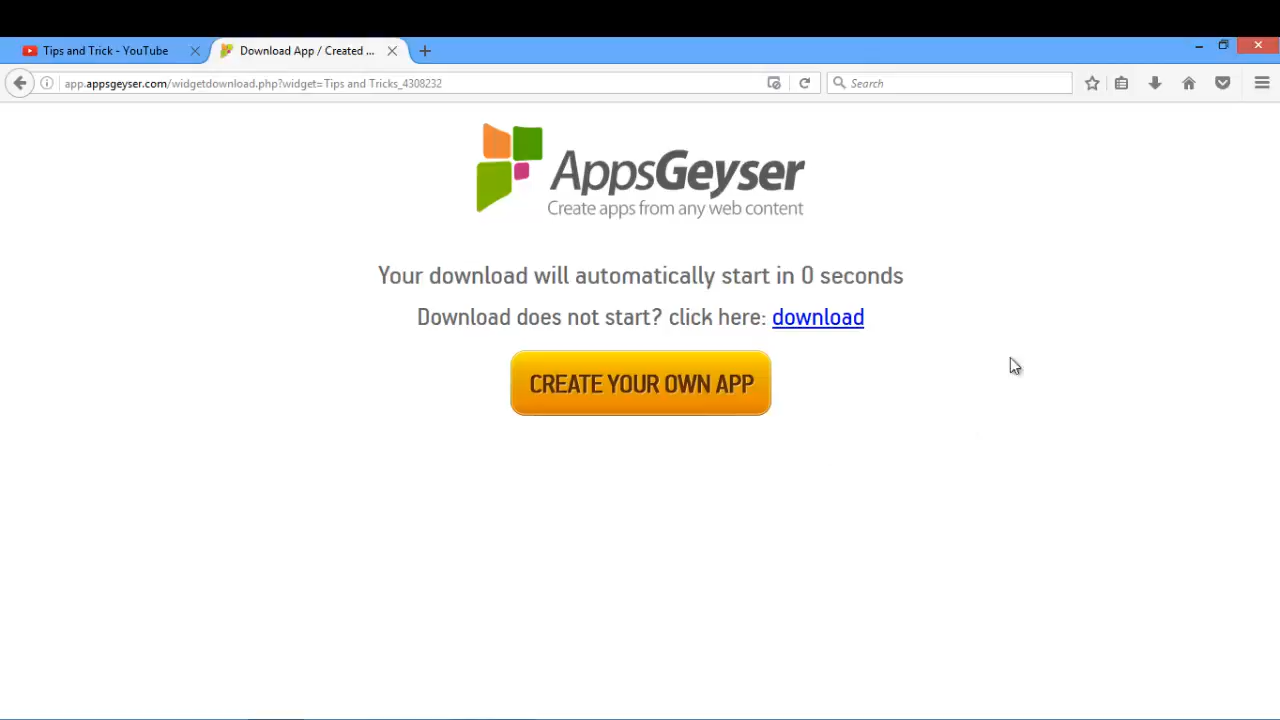 Tips and Trick - YouTube
Download App / Created ...
app.appsgeyser.com/widgetdownload.php?widget=Tips and Tricks_4308232
Search
AppsGeyser
Create apps from any web content
Your download will automatically start in 0 seconds
Download does not start? click here: download
CREATE YOUR OWN APP